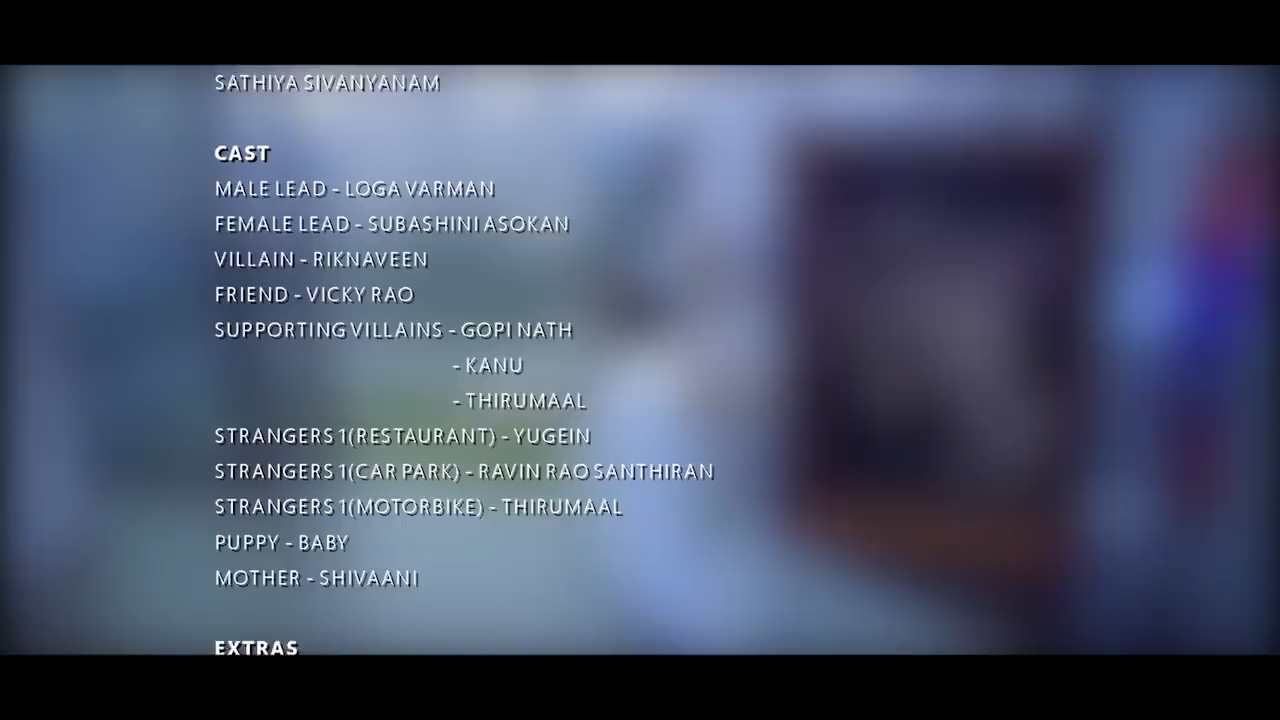 SATHIYA SIVANYANAM
CAST
MALE LEAD - LOGA VARMAN
FEMALE LEAD - SUBASHINI ASOKAN
VILLAIN - RIKNAVEEN
FRIEND - VICKY RAO
SUPPORTING VILLAINS - GOPI NATH
- KANU
- THIRUMAAL
STRANGERS 1(RESTAURANT) - YUGEIN
STRANGERS 1(CAR PARK) - RAVIN RAO SANTHIRAN
STRANGERS 1(MOTORBIKE) - THIRUMAAL
PUPPY - BABY
MOTHER - SHIVAANI
EXTRAS